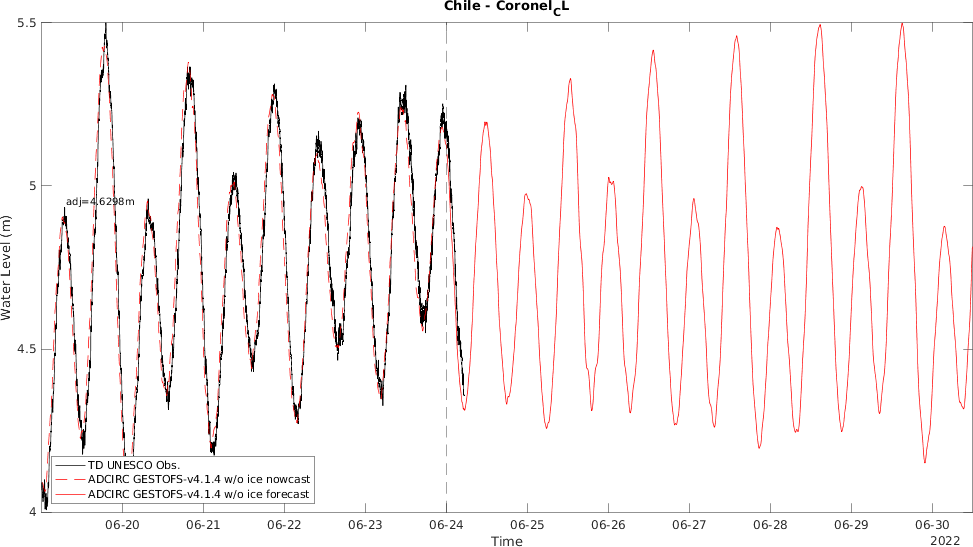 Chile - Coronel_CL
5.5
5
4.5
4
Water Level (m)
adj=4.6298m
TD UNESCO Obs.
ADCIRC GESTOFS-v4.1.4 w/o ice nowcast
ADCIRC GESTOFS-v4.1.4 w/o ice forecast
06-20 06-21 06-22 06-23 06-24 06-25 06-26 06-27 06-28 06-29 06-30
Time
2022